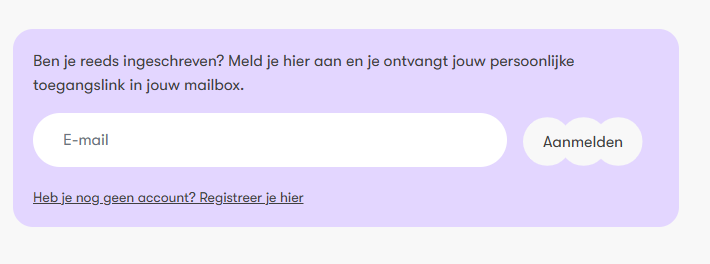 Ben je reeds ingeschreven? Meld je hier aan en je ontvangt jouw persoonlijke
toegangslink in jouw mailbox.
E-mail
Aanmelden
Heb je nog geen account? Registreer je hier